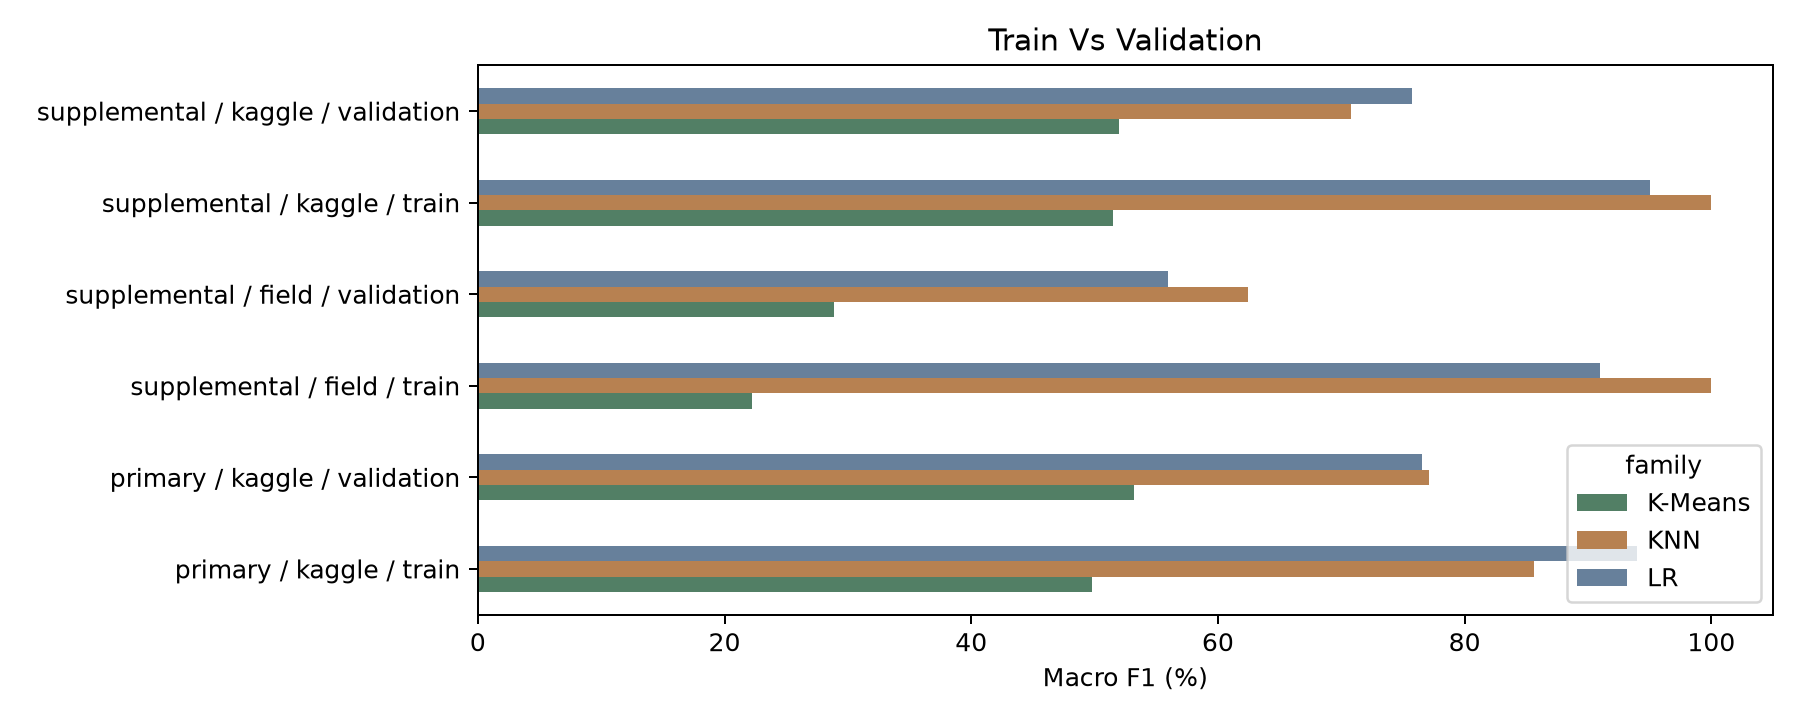 Train Vs Validation
supplemental / kaggle / validation
supplemental / kaggle / train
supplemental / field / validation
supplemental / field / train
primary / kaggle / validation
primary / kaggle / train
family
K-Means
KNN
LR
0 20 40 60 80 100
Macro F1 (%)